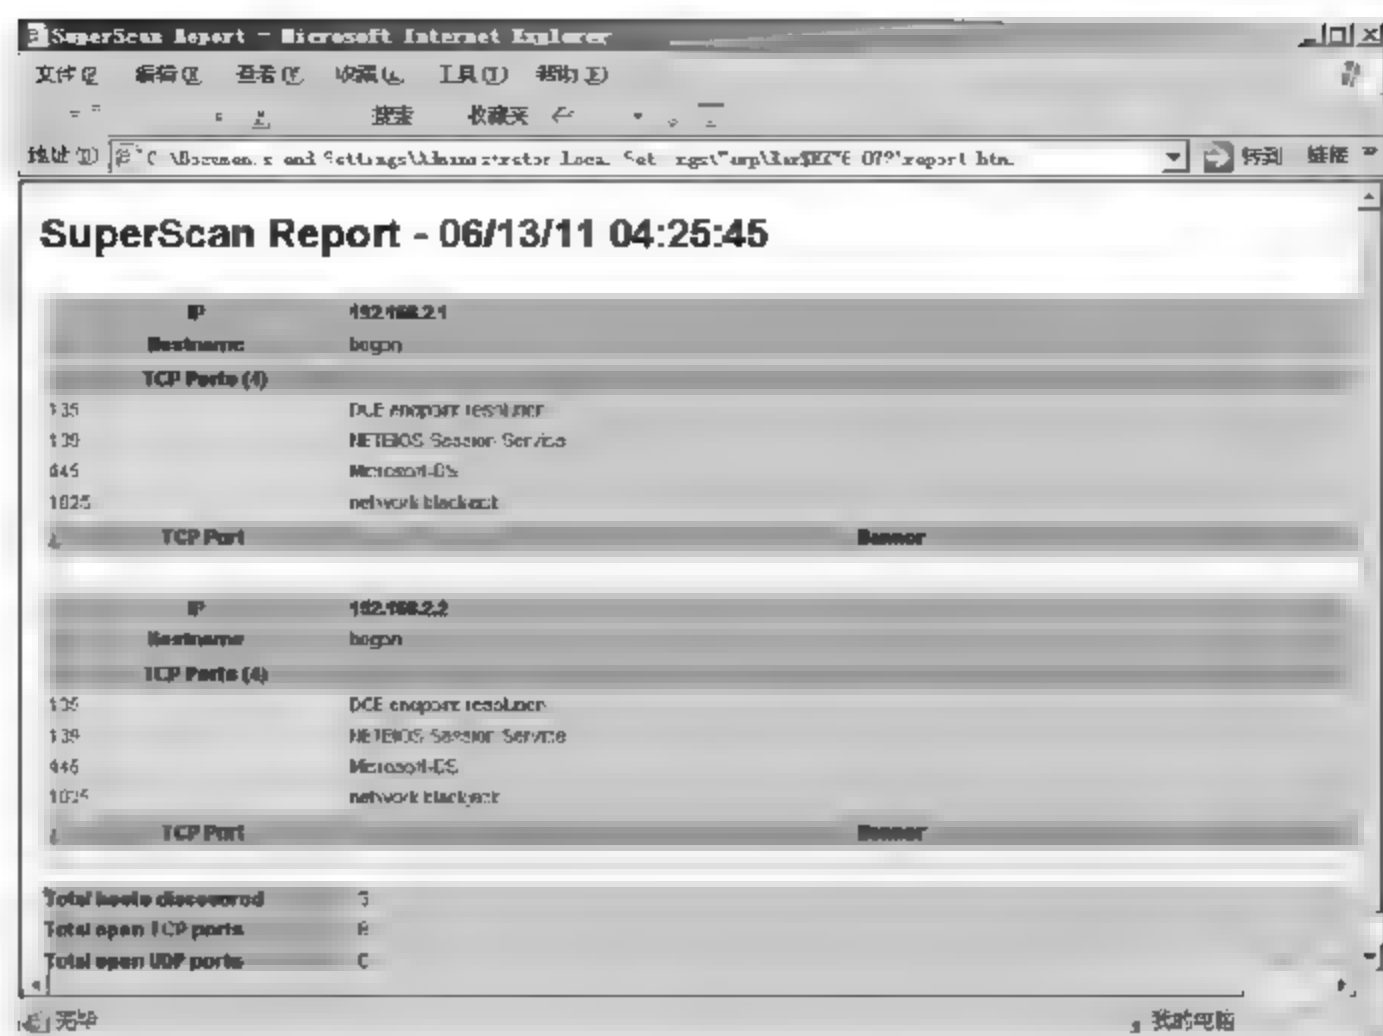 SuperScan Report - Microsoft Internet Explorer
文件 编辑 查看 收藏 工具(T) 帮助
搜索 收藏夹
地址(D) and Settings\Administrator report htm 转到 链接
SuperScan Report - 06/13/11 04:25:45
IP 192.168.2.1
Hostname bogon
TCP Ports (4)
135 DCE endpoint resolution
139 NETBIOS Session Service
445 Microsoft-DS
1025 network blackjack
TCP Port Banner
IP 192.168.2.2
Hostname bogon
TCP Ports (4)
135 DCE endpoint resolution
139 NETBIOS Session Service
445 Microsoft-DS
1025 network blackjack
TCP Port Banner
Total hosts discovered
Total open TCP ports
Total open UDP ports
完毕 我的电脑